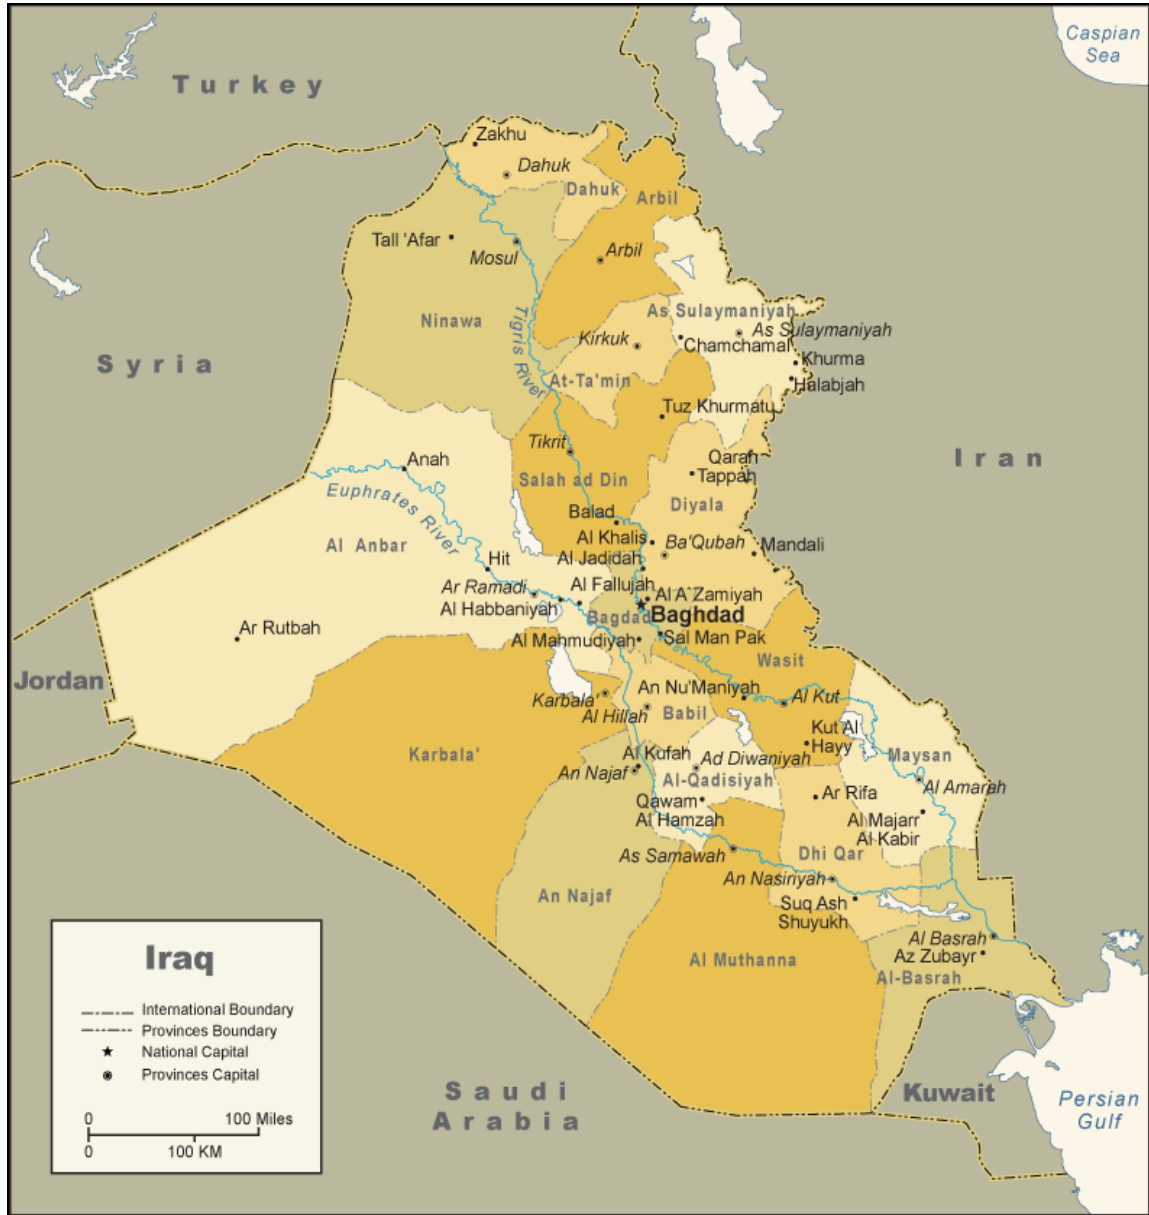 Caspian
Sea
Turkey
Zakhu
Dahuk
Dahuk
Arbil
Tall 'Afar
Mosul
Arbil
Ninawa
Tigris River
As Sulaymaniyah
As Sulaymaniyah
Kirkuk
Chamchamal
Khurma
Syria
At-Ta'min
Halabjah
Tuz Khurmatu
Tikrit
Anah
Qarah
Tappah
Iran
Euphrates River
Salah ad Din
Diyala
Balad
Al Anbar
Al Khalis
Ba'Qubah
Mandali
Hit
Al Jadidah
Ar Ramadi
Al Fallujah
Al A'Zamiyah
Al Habbaniyah
Bagdad
Baghdad
Ar Rutbah
Al Mahmudiyah
Sal Man Pak
Wasit
Jordan
Karbala'
An Nu'Maniyah
Al Kut
Al Hillah
Babil
Kut Al
Hayy
Karbala'
Al Kufah
Ad Diwaniyah
Maysan
An Najaf
Al-Qadisiyah
Al Amarah
Qawam
Al Hamzah
Ar Rifa
Al Majarr
Al Kabir
As Samawah
Dhi Qar
An Nasiriyah
An Najaf
Suq Ash
Shuyukh
Al Basrah
Az Zubayr
Al Muthanna
Al-Basrah
Iraq
International Boundary
Provinces Boundary
National Capital
Provinces Capital
0 100 Miles
0 100 KM
Saudi
Arabia
Kuwait
Persian
Gulf